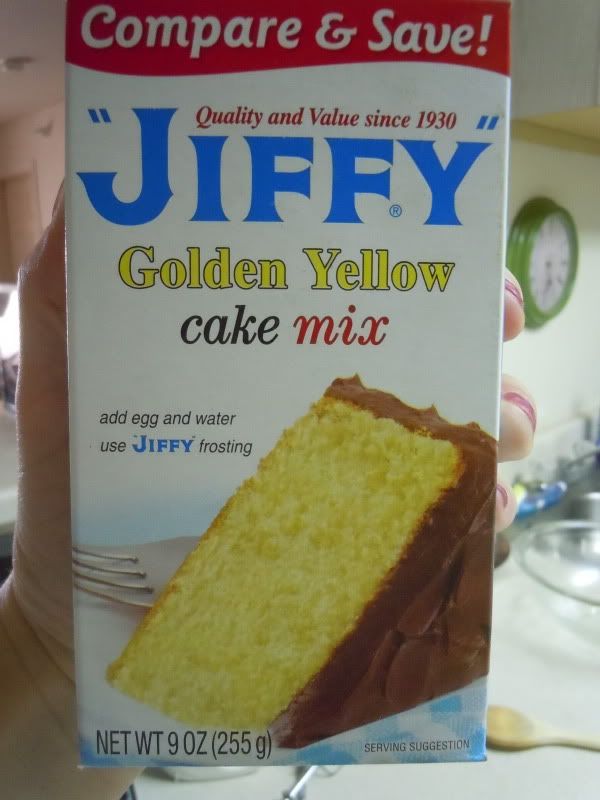 Compare & Save!
Quality and Value since 1930
"JIFFY"®
Golden Yellow
cake mix
add egg and water
use "JIFFY" frosting
NET WT 9 OZ (255 g)
SERVING SUGGESTION